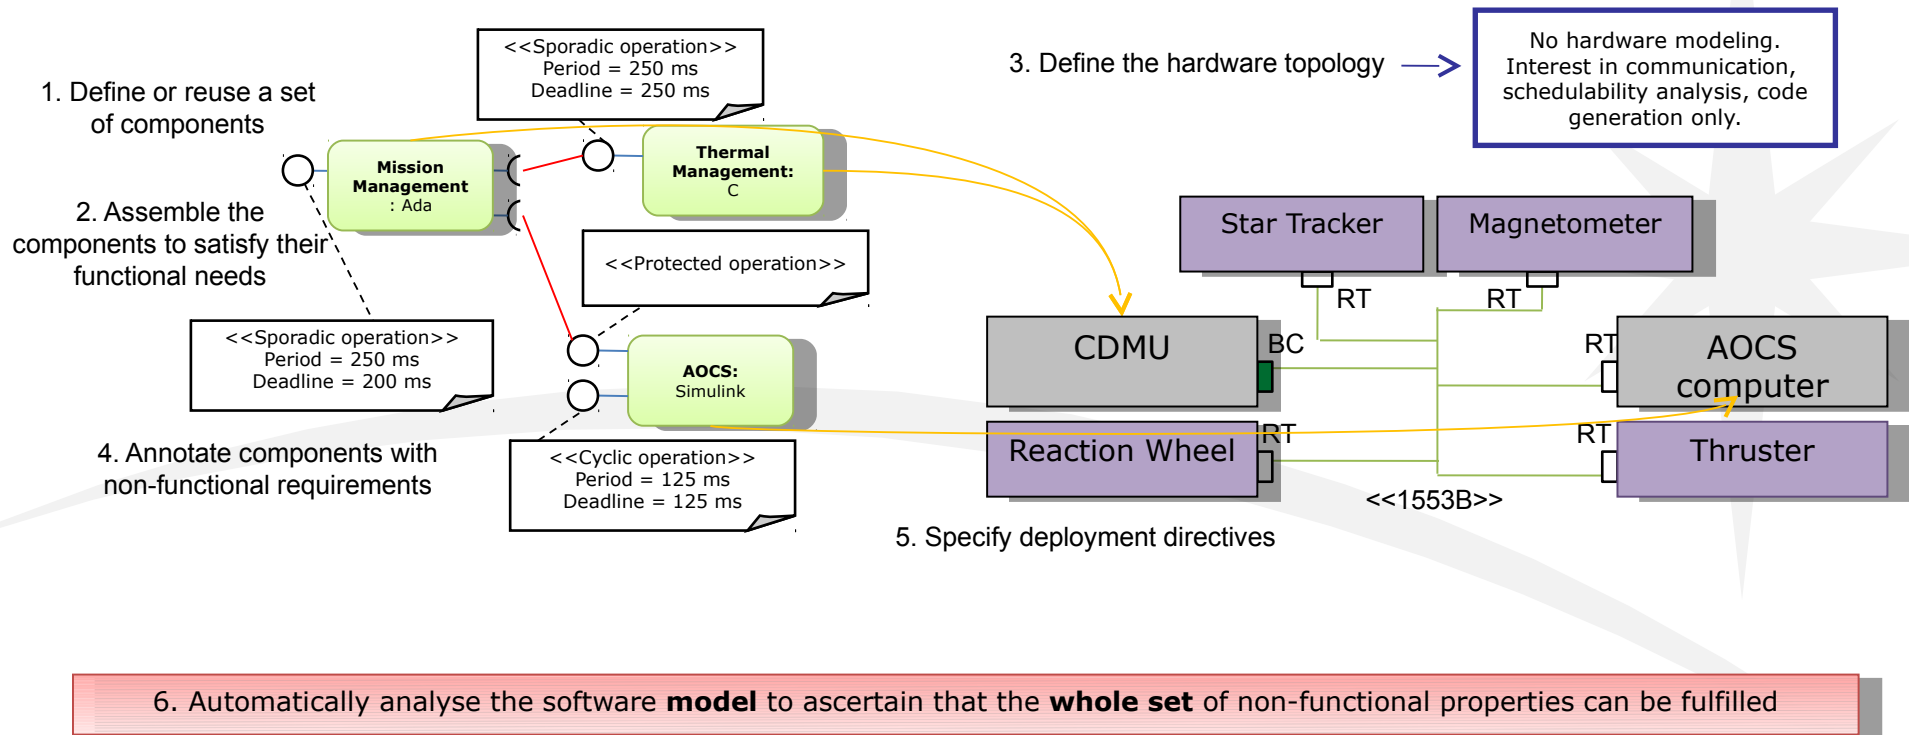 <<Sporadic operation>>
Period = 250 ms
Deadline = 250 ms
3. Define the hardware topology
No hardware modeling.
Interest in communication,
schedulability analysis, code
generation only.
1. Define or reuse a set
of components
Mission
Management
: Ada
Thermal
Management:
C
2. Assemble the
components to satisfy their
functional needs
<<Protected operation>>
<<Sporadic operation>>
Period = 250 ms
Deadline = 200 ms
AOCS:
Simulink
4. Annotate components with
non-functional requirements
<<Cyclic operation>>
Period = 125 ms
Deadline = 125 ms
Star Tracker
Magnetometer
RT
RT
CDMU
BC
RT
AOCS
computer
Reaction Wheel
RT
RT
Thruster
<<1553B>>
5. Specify deployment directives
6. Automatically analyse the software model to ascertain that the whole set of non-functional properties can be fulfilled